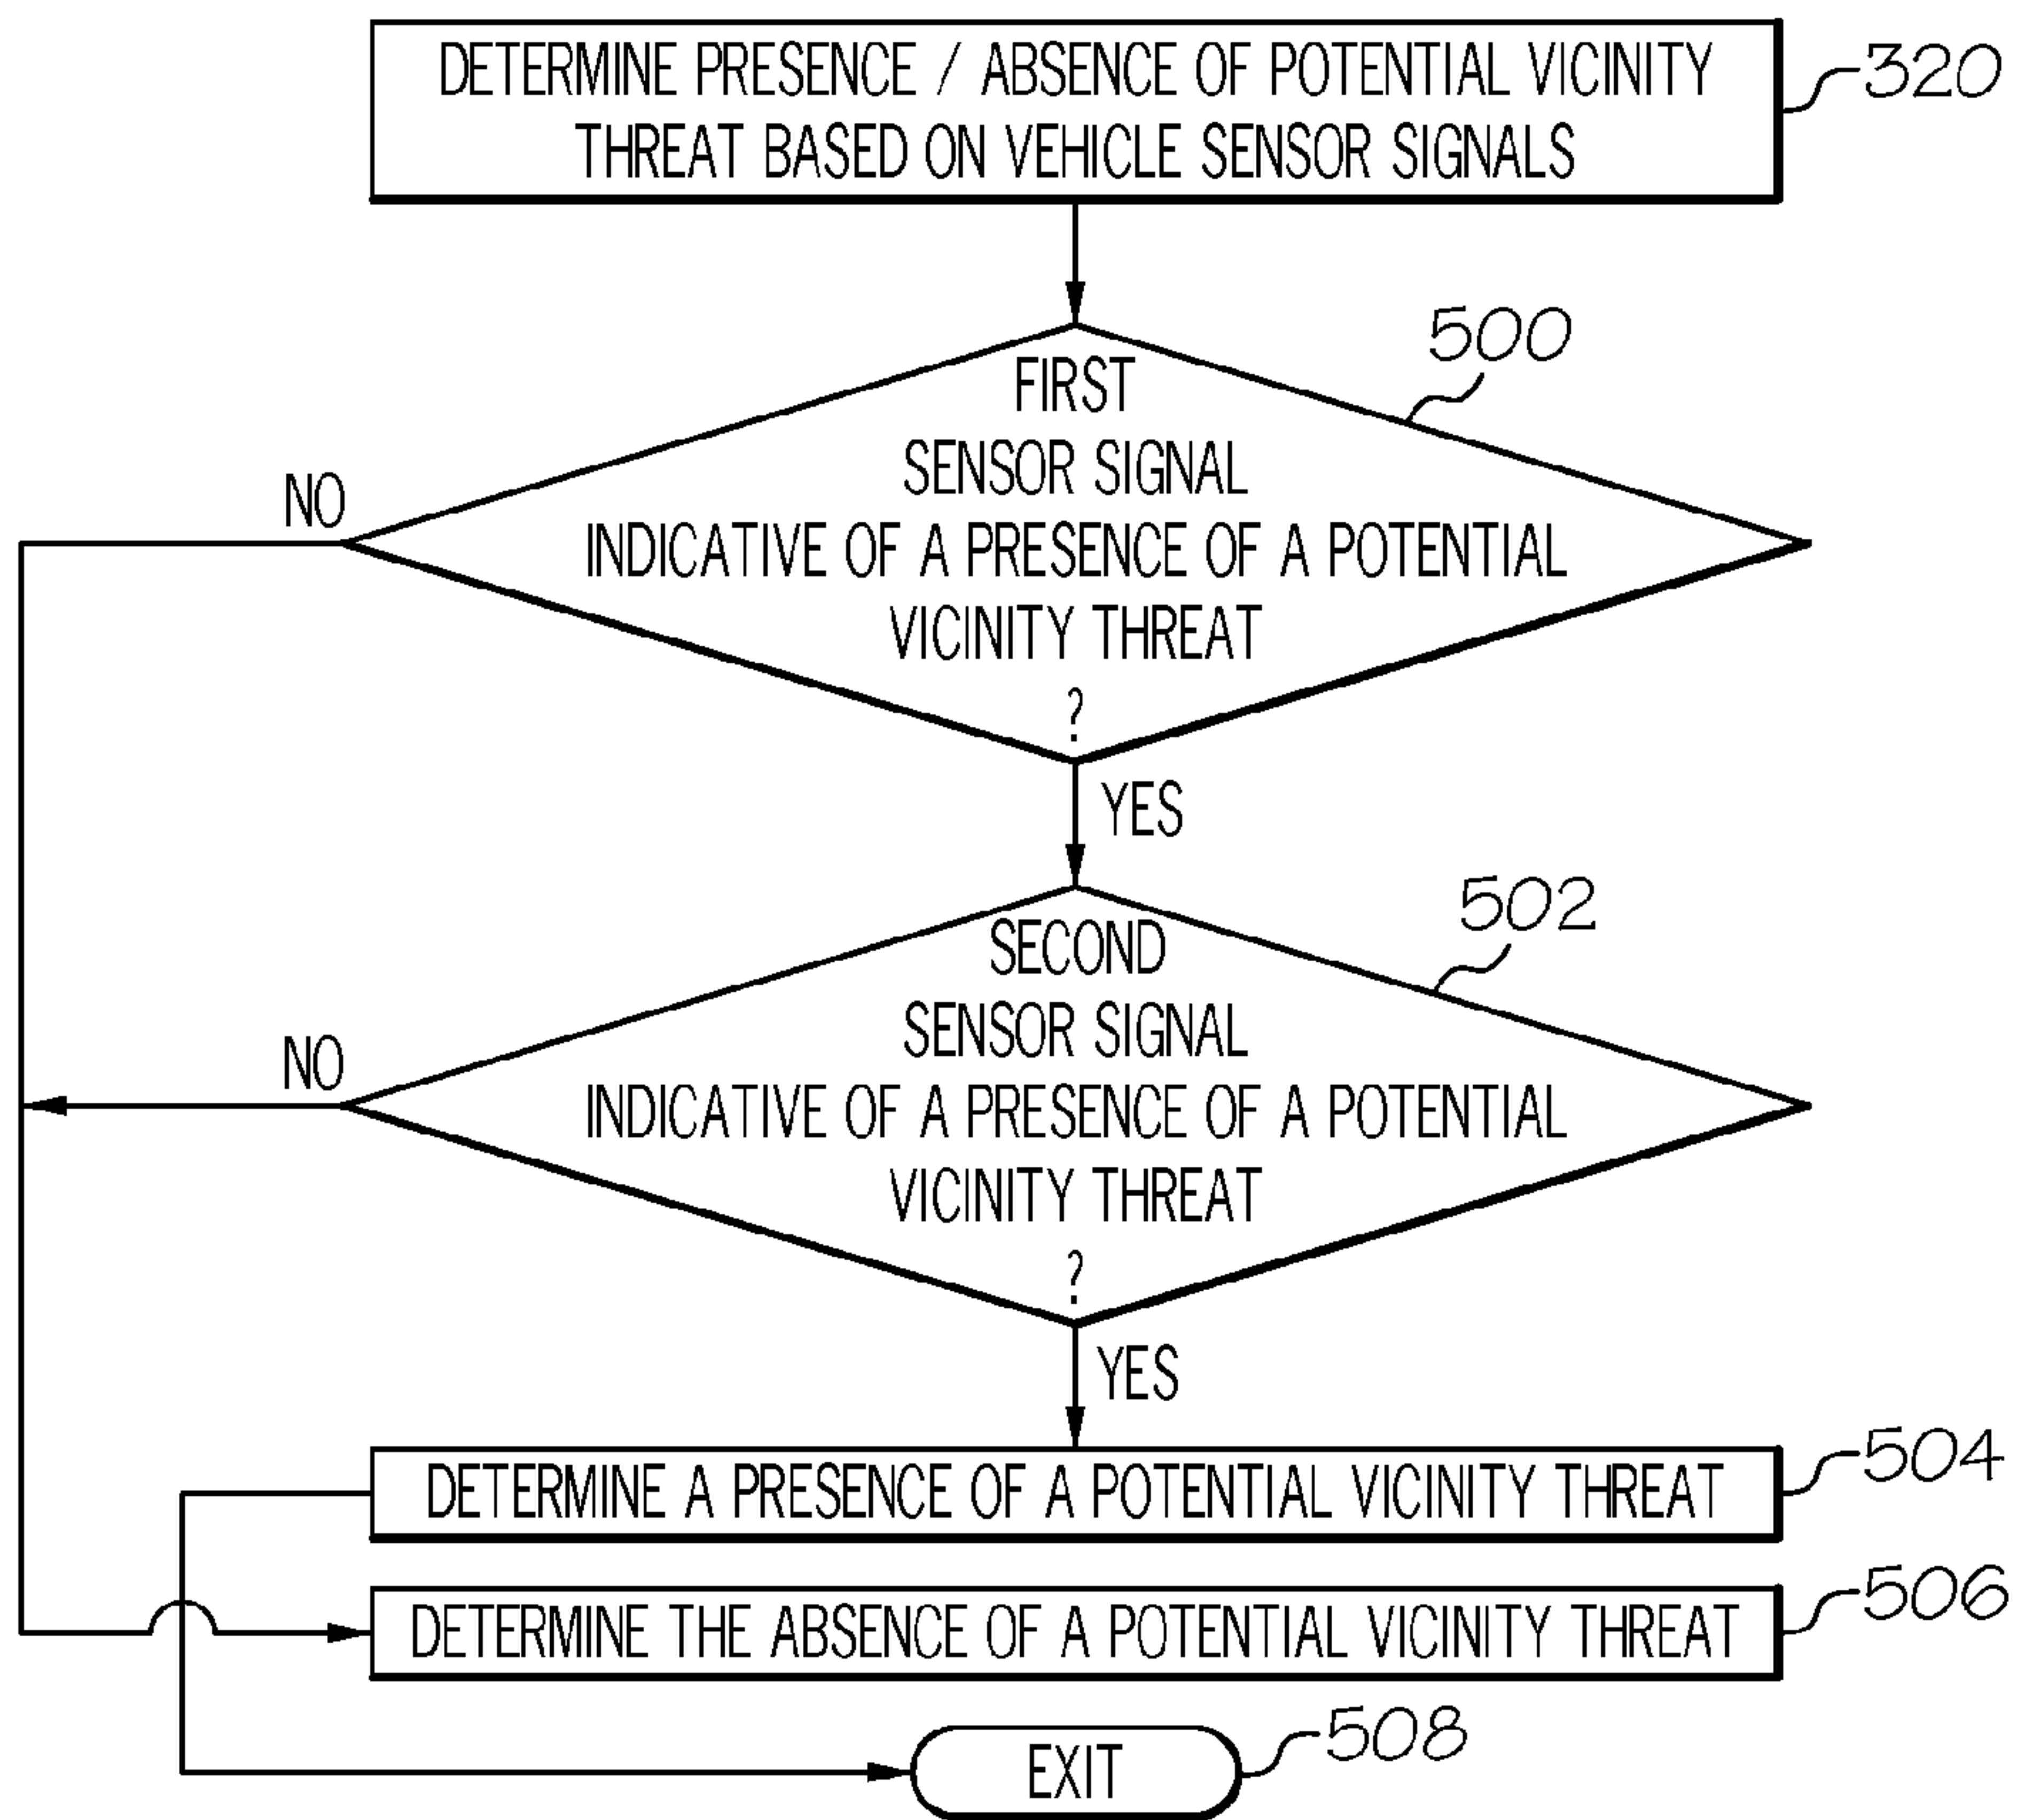 DETERMINE PRESENCE / ABSENCE OF POTENTIAL VICINITY
THREAT BASED ON VEHICLE SENSOR SIGNALS
320
500
FIRST
SENSOR SIGNAL
INDICATIVE OF A PRESENCE OF A POTENTIAL
VICINITY THREAT
?
NO
YES
502
SECOND
SENSOR SIGNAL
INDICATIVE OF A PRESENCE OF A POTENTIAL
VICINITY THREAT
?
NO
YES
DETERMINE A PRESENCE OF A POTENTIAL VICINITY THREAT
504
DETERMINE THE ABSENCE OF A POTENTIAL VICINITY THREAT
506
EXIT
508